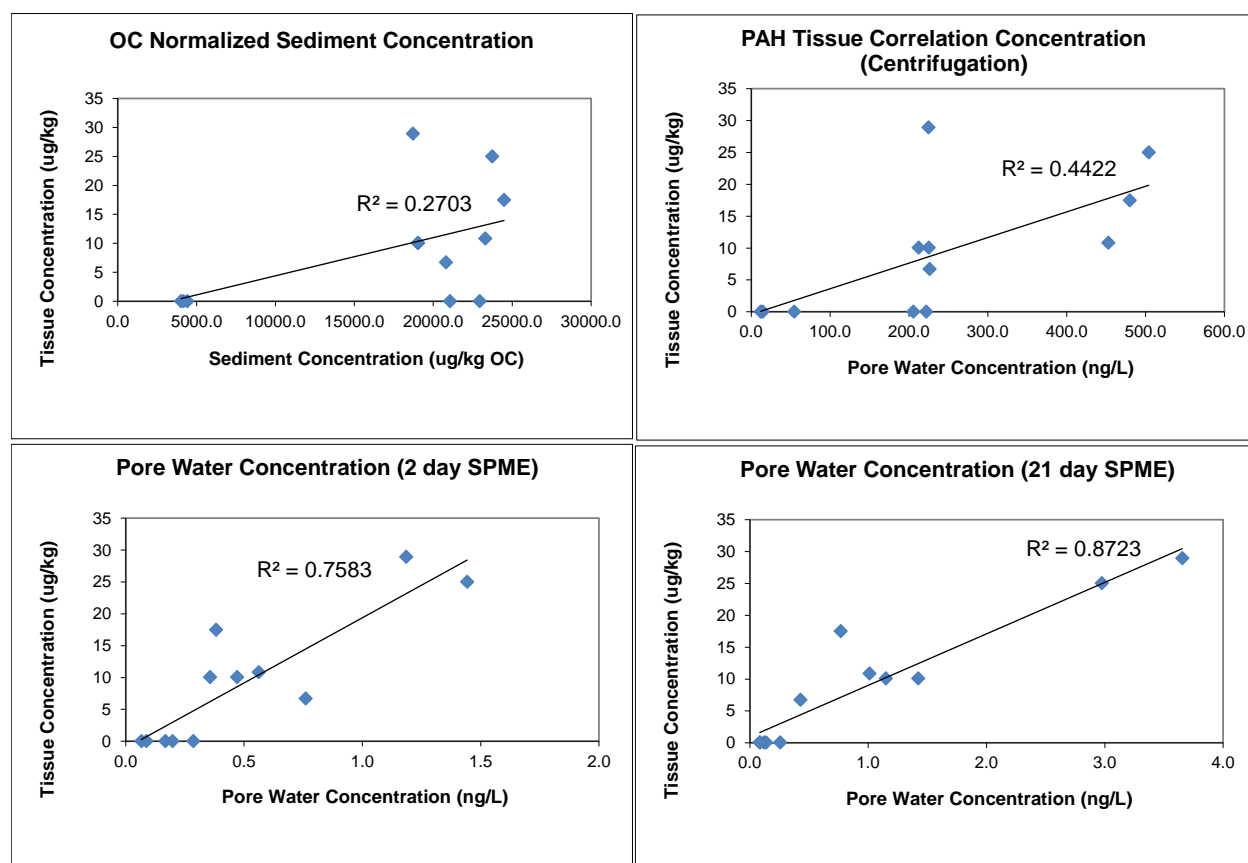 OC Normalized Sediment Concentration
Tissue Concentration (ug/kg)
35
30
25
20
15
10
5
0
R² = 0.2703
0.0 5000.0 10000.0 15000.0 20000.0 25000.0 30000.0
Sediment Concentration (ug/kg OC)
PAH Tissue Correlation Concentration
(Centrifugation)
Tissue Concentration (ug/kg)
35
30
25
20
15
10
5
0
R² = 0.4422
0.0 100.0 200.0 300.0 400.0 500.0 600.0
Pore Water Concentration (ng/L)
Pore Water Concentration (2 day SPME)
Tissue Concentration (ug/kg)
35
30
25
20
15
10
5
0
R² = 0.7583
0.0 0.5 1.0 1.5 2.0
Pore Water Concentration (ng/L)
Pore Water Concentration (21 day SPME)
Tissue Concentration (ug/kg)
35
30
25
20
15
10
5
0
R² = 0.8723
0.0 1.0 2.0 3.0 4.0
Pore Water Concentration (ng/L)